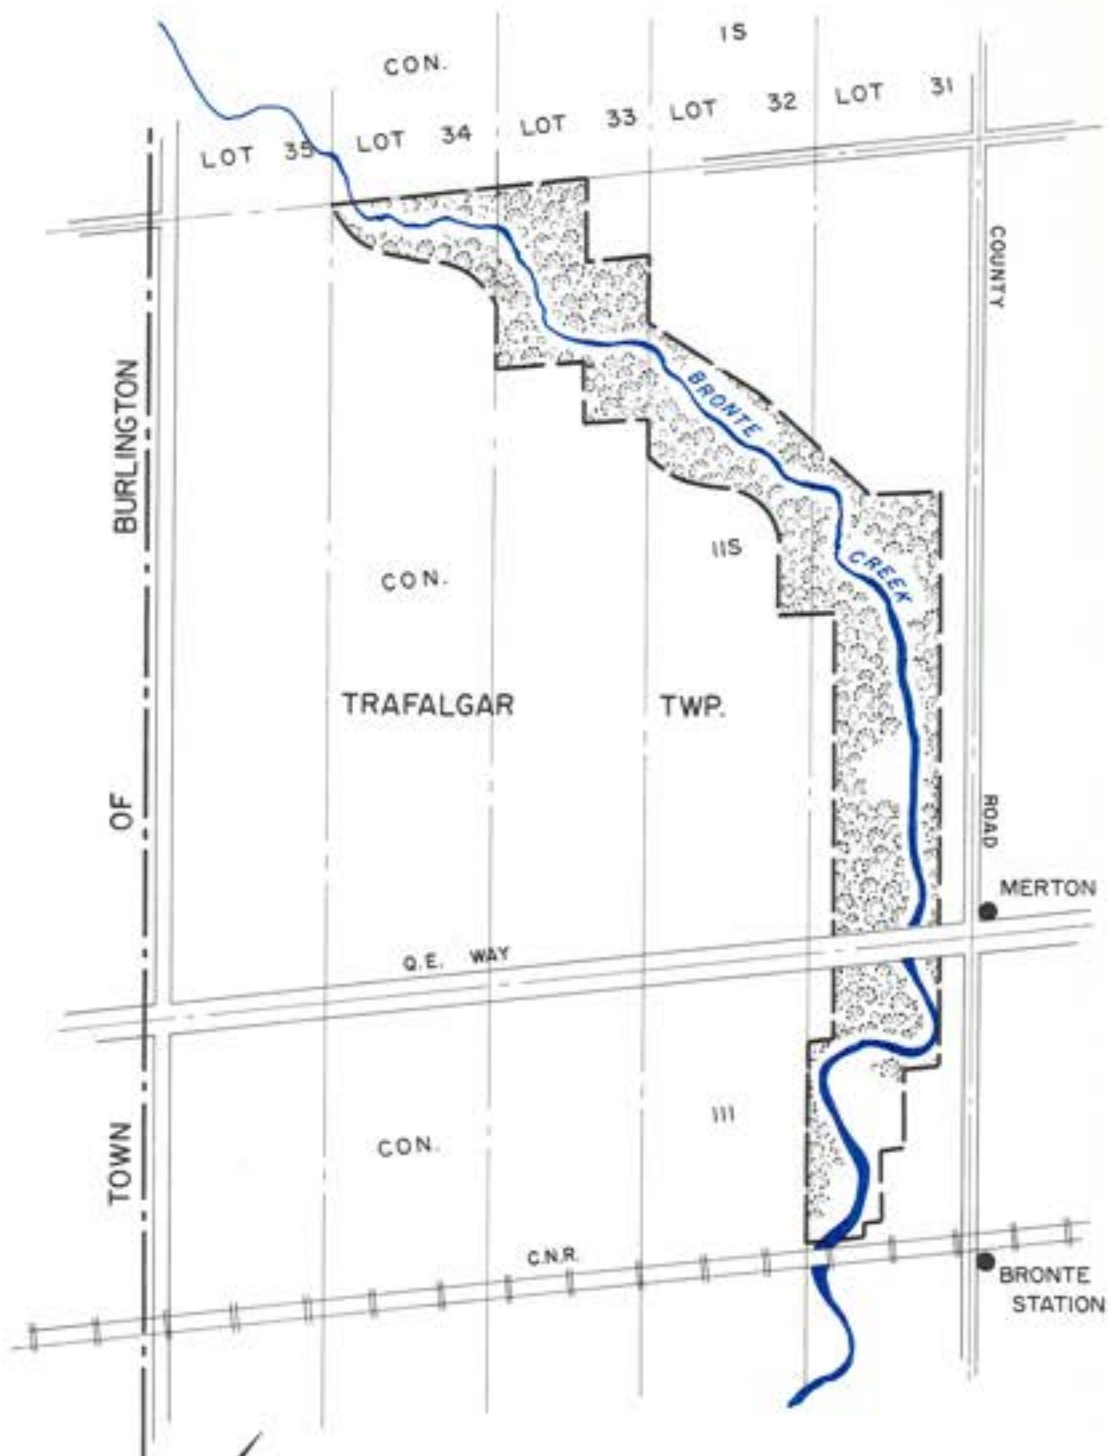 CON. IS
LOT 35 LOT 34 LOT 33 LOT 32 LOT 31
COUNTY
BURLINGTON
BRONTE
CREEK
CON. IIS
TRAFALGAR TWP.
OF
ROAD
MERTON
Q.E. WAY
TOWN
CON. III
C.N.R.
BRONTE
STATION